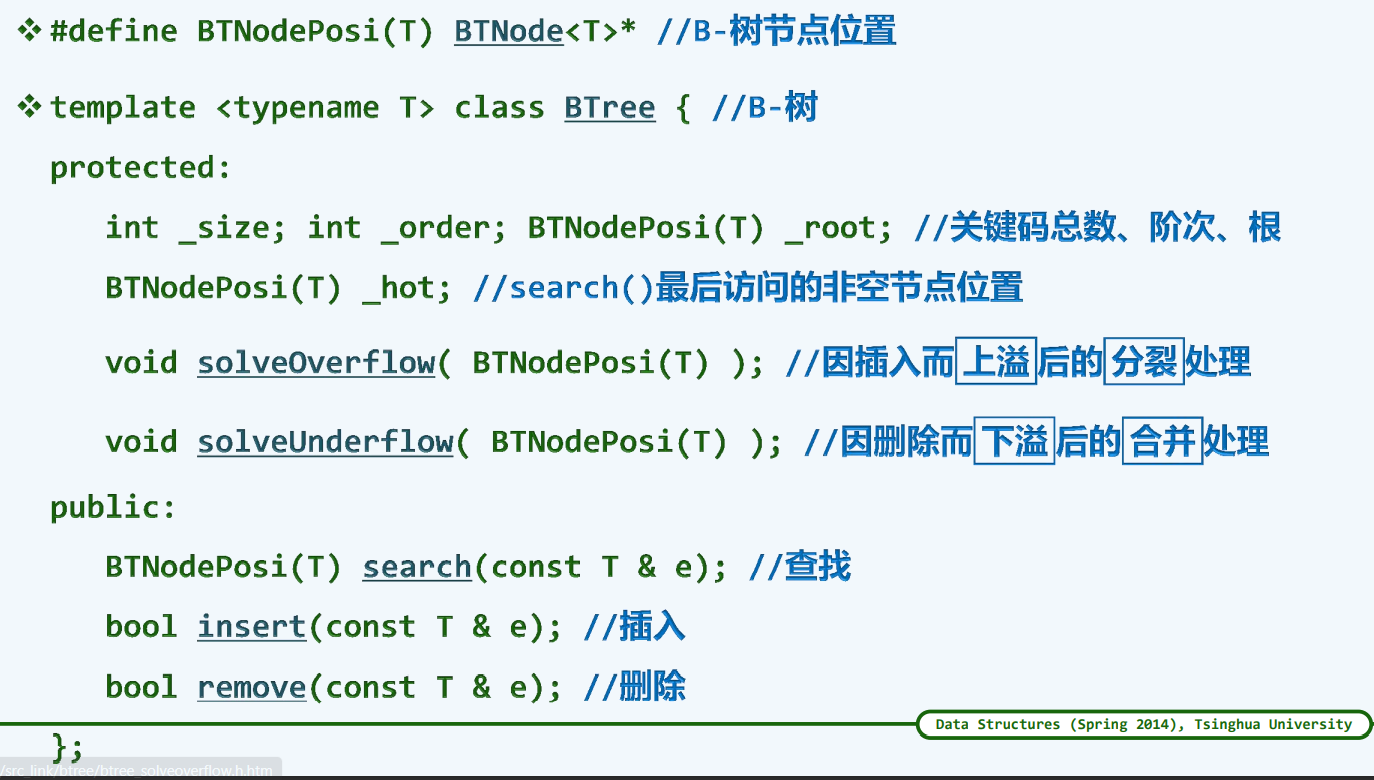 ❖ #define BTNodePosi(T) BTNode<T>* //B-树节点位置
❖ template <typename T> class BTree { //B-树
protected:
int _size; int _order; BTNodePosi(T) _root; //关键码总数、阶次、根
BTNodePosi(T) _hot; //search()最后访问的非空节点位置
void solveOverflow( BTNodePosi(T) ); //因插入而上溢后的分裂处理
void solveUnderflow( BTNodePosi(T) ); //因删除而下溢后的合并处理
public:
BTNodePosi(T) search(const T & e); //查找
bool insert(const T & e); //插入
bool remove(const T & e); //删除
Data Structures (Spring 2014), Tsinghua University
};
/src_link/btree/btree_solveoverflow.h.htm